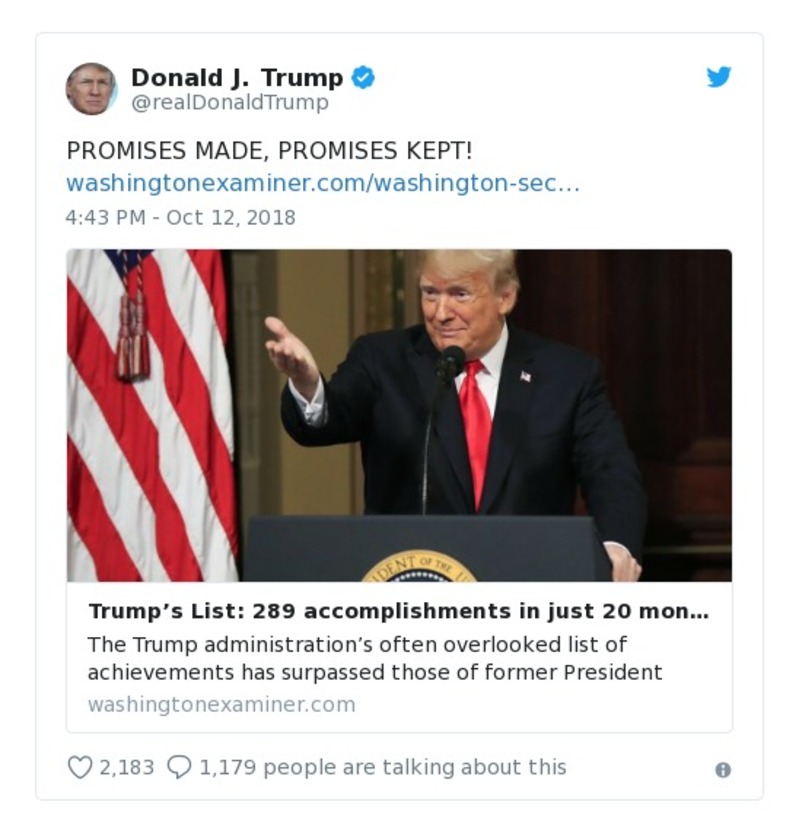 Donald J. Trump
@realDonaldTrump
PROMISES MADE, PROMISES KEPT!
washingtonexaminer.com/washington-sec…
4:43 PM - Oct 12, 2018
DENT OF THE
Trump’s List: 289 accomplishments in just 20 mon…
The Trump administration’s often overlooked list of
achievements has surpassed those of former President
washingtonexaminer.com
2,183 1,179 people are talking about this